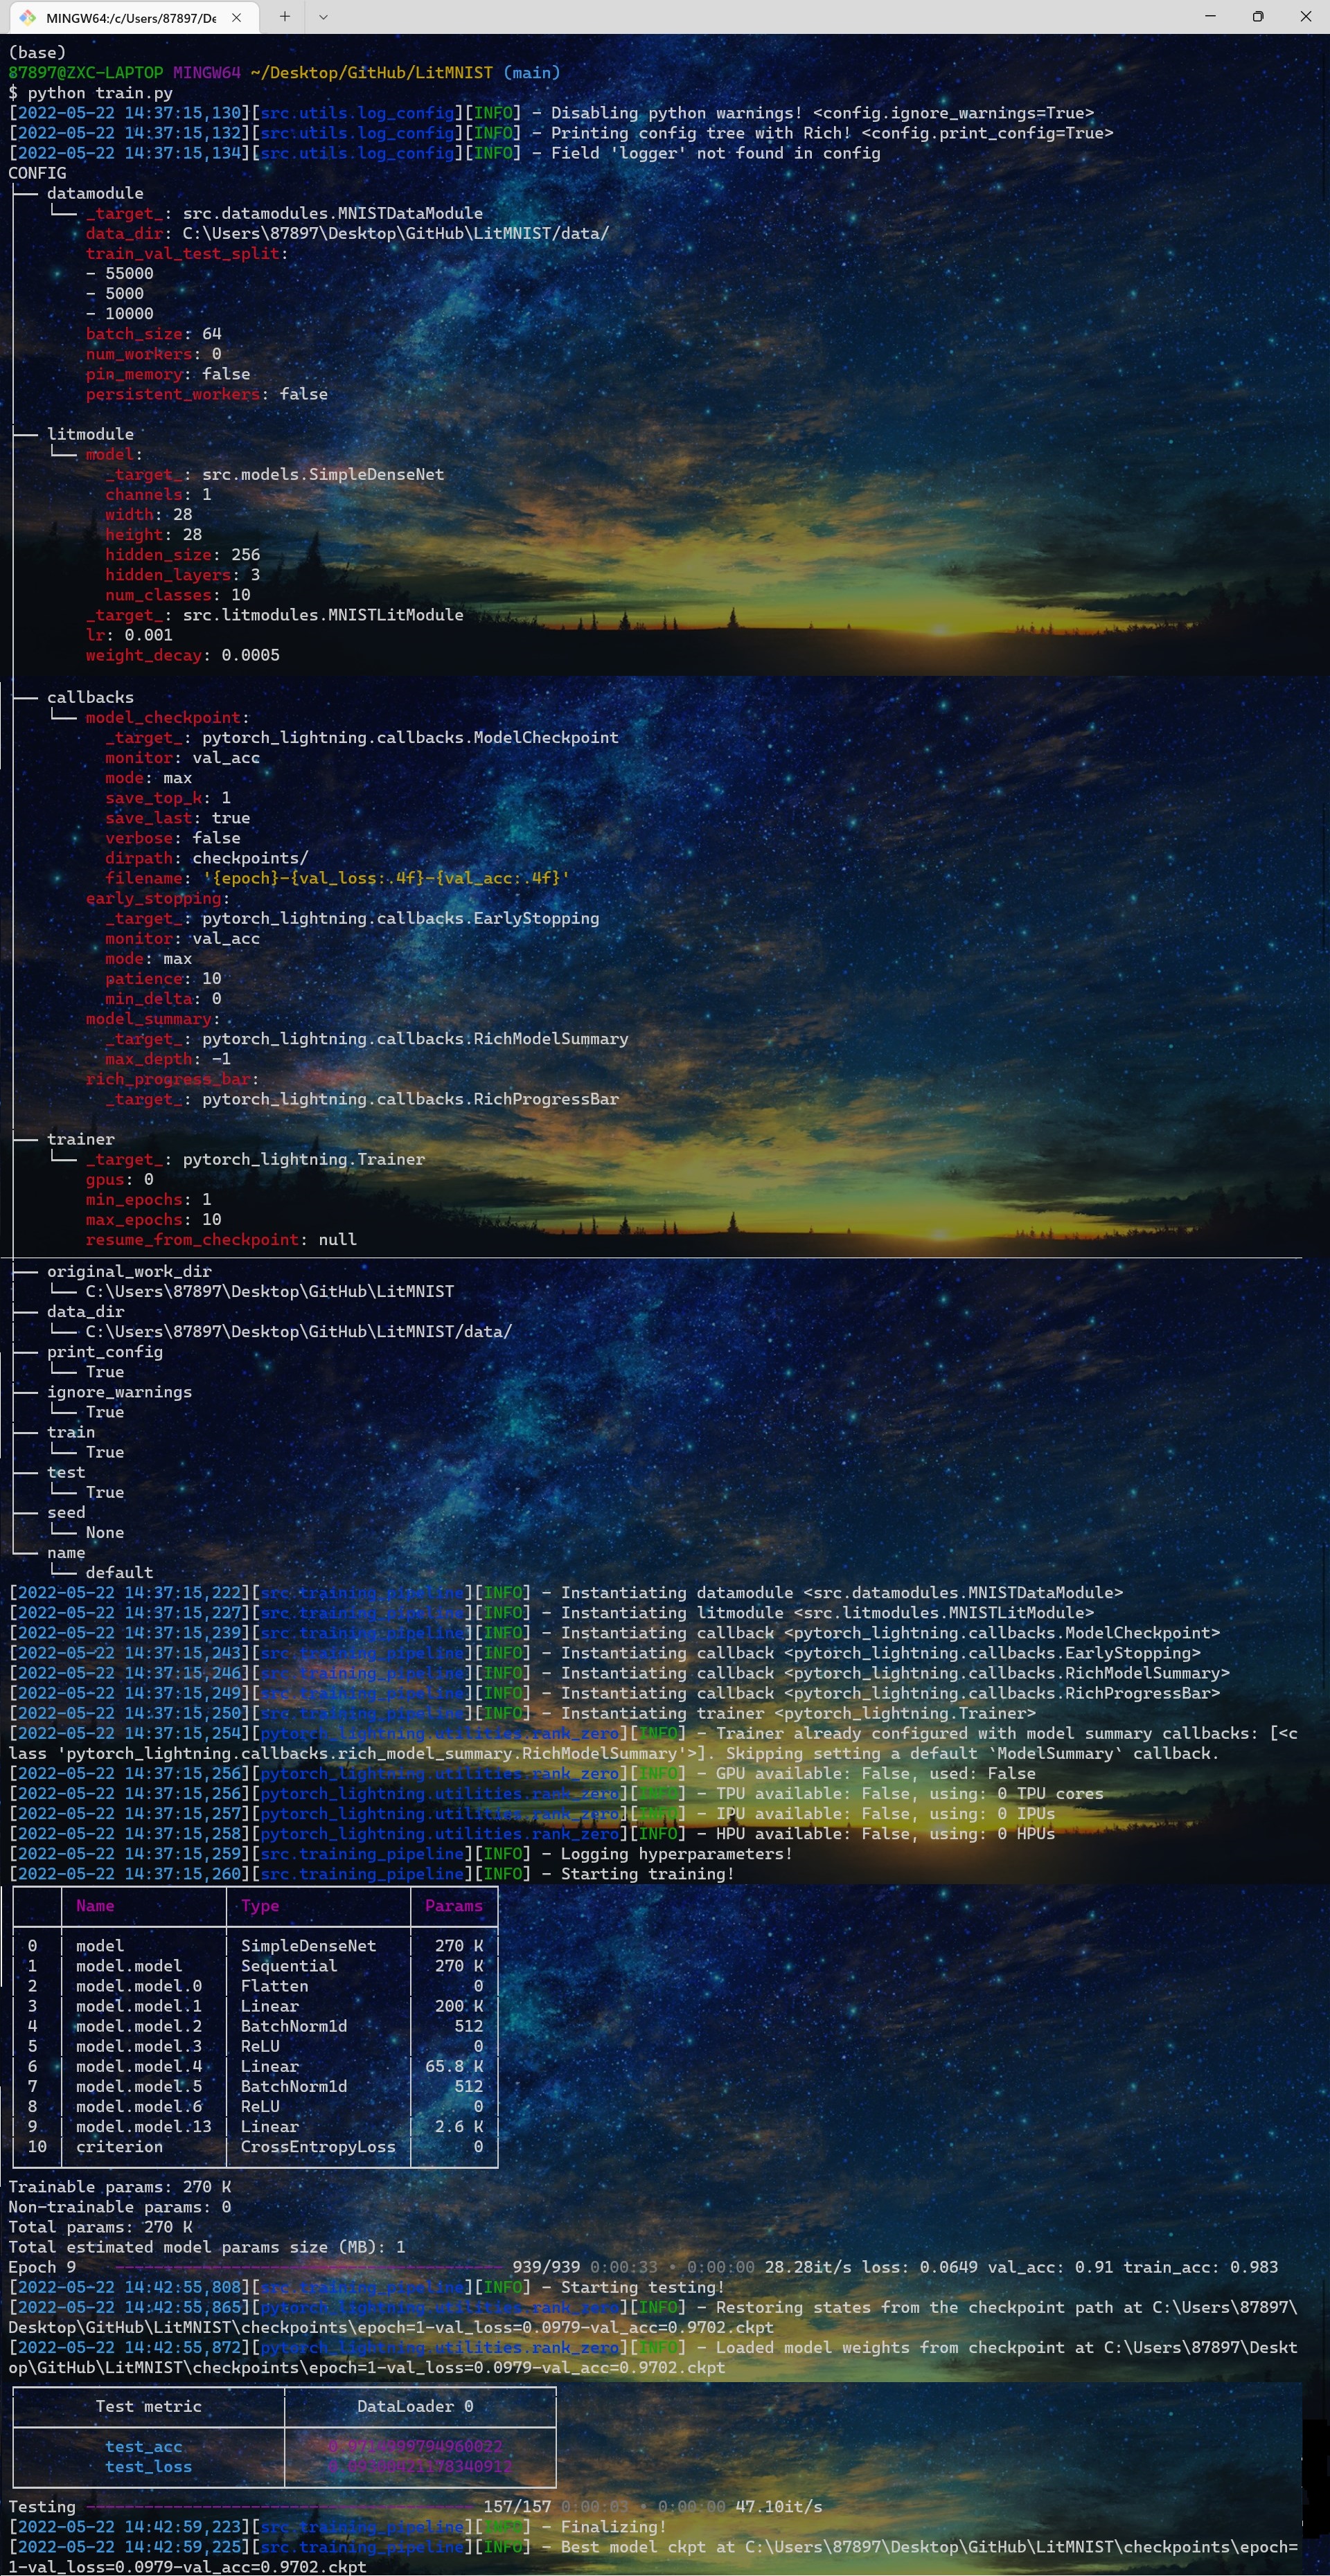 MINGW64:/c/Users/87897/De
(base)
87897@ZXC-LAPTOP MINGW64 ~/Desktop/GitHub/LitMNIST (main)
$ python train.py
[2022-05-22 14:37:15,130][src.utils.log_config][INFO] - Disabling python warnings! <config.ignore_warnings=True>
[2022-05-22 14:37:15,132][src.utils.log_config][INFO] - Printing config tree with Rich! <config.print_config=True>
[2022-05-22 14:37:15,134][src.utils.log_config][INFO] - Field 'logger' not found in config
CONFIG
├── datamodule
│   └── _target_: src.datamodules.MNISTDataModule
│       data_dir: C:\Users\87897\Desktop\GitHub\LitMNIST/data/
│       train_val_test_split:
│       - 55000
│       - 5000
│       - 10000
│       batch_size: 64
│       num_workers: 0
│       pin_memory: false
│       persistent_workers: false
├── litmodule
│   └── model:
│         _target_: src.models.SimpleDenseNet
│         channels: 1
│         width: 28
│         height: 28
│         hidden_size: 256
│         hidden_layers: 3
│         num_classes: 10
│       _target_: src.litmodules.MNISTLitModule
│       lr: 0.001
│       weight_decay: 0.0005
├── callbacks
│   └── model_checkpoint:
│         _target_: pytorch_lightning.callbacks.ModelCheckpoint
│         monitor: val_acc
│         mode: max
│         save_top_k: 1
│         save_last: true
│         verbose: false
│         dirpath: checkpoints/
│         filename: '{epoch}-{val_loss:.4f}-{val_acc:.4f}'
│       early_stopping:
│         _target_: pytorch_lightning.callbacks.EarlyStopping
│         monitor: val_acc
│         mode: max
│         patience: 10
│         min_delta: 0
│       model_summary:
│         _target_: pytorch_lightning.callbacks.RichModelSummary
│         max_depth: -1
│       rich_progress_bar:
│         _target_: pytorch_lightning.callbacks.RichProgressBar
├── trainer
│   └── _target_: pytorch_lightning.Trainer
│       gpus: 0
│       min_epochs: 1
│       max_epochs: 10
│       resume_from_checkpoint: null
├── original_work_dir
│   └── C:\Users\87897\Desktop\GitHub\LitMNIST
├── data_dir
│   └── C:\Users\87897\Desktop\GitHub\LitMNIST/data/
├── print_config
│   └── True
├── ignore_warnings
│   └── True
├── train
│   └── True
├── test
│   └── True
├── seed
│   └── None
└── name
    └── default
[2022-05-22 14:37:15,222][src.training_pipeline][INFO] - Instantiating datamodule <src.datamodules.MNISTDataModule>
[2022-05-22 14:37:15,227][src.training_pipeline][INFO] - Instantiating litmodule <src.litmodules.MNISTLitModule>
[2022-05-22 14:37:15,239][src.training_pipeline][INFO] - Instantiating callback <pytorch_lightning.callbacks.ModelCheckpoint>
[2022-05-22 14:37:15,243][src.training_pipeline][INFO] - Instantiating callback <pytorch_lightning.callbacks.EarlyStopping>
[2022-05-22 14:37:15,246][src.training_pipeline][INFO] - Instantiating callback <pytorch_lightning.callbacks.RichModelSummary>
[2022-05-22 14:37:15,249][src.training_pipeline][INFO] - Instantiating callback <pytorch_lightning.callbacks.RichProgressBar>
[2022-05-22 14:37:15,250][src.training_pipeline][INFO] - Instantiating trainer <pytorch_lightning.Trainer>
[2022-05-22 14:37:15,254][pytorch_lightning.utilities.rank_zero][INFO] - Trainer already configured with model summary callbacks: [<c
lass 'pytorch_lightning.callbacks.rich_model_summary.RichModelSummary'>]. Skipping setting a default `ModelSummary` callback.
[2022-05-22 14:37:15,256][pytorch_lightning.utilities.rank_zero][INFO] - GPU available: False, used: False
[2022-05-22 14:37:15,256][pytorch_lightning.utilities.rank_zero][INFO] - TPU available: False, using: 0 TPU cores
[2022-05-22 14:37:15,257][pytorch_lightning.utilities.rank_zero][INFO] - IPU available: False, using: 0 IPUs
[2022-05-22 14:37:15,258][pytorch_lightning.utilities.rank_zero][INFO] - HPU available: False, using: 0 HPUs
[2022-05-22 14:37:15,259][src.training_pipeline][INFO] - Logging hyperparameters!
[2022-05-22 14:37:15,260][src.training_pipeline][INFO] - Starting training!
Name Type Params
0 model SimpleDenseNet 270 K
1 model.model Sequential 270 K
2 model.model.0 Flatten 0
3 model.model.1 Linear 200 K
4 model.model.2 BatchNorm1d 512
5 model.model.3 ReLU 0
6 model.model.4 Linear 65.8 K
7 model.model.5 BatchNorm1d 512
8 model.model.6 ReLU 0
9 model.model.13 Linear 2.6 K
10 criterion CrossEntropyLoss 0
Trainable params: 270 K
Non-trainable params: 0
Total params: 270 K
Total estimated model params size (MB): 1
Epoch 9 939/939 0:00:33 • 0:00:00 28.28it/s loss: 0.0649 val_acc: 0.91 train_acc: 0.983
[2022-05-22 14:42:55,808][src.training_pipeline][INFO] - Starting testing!
[2022-05-22 14:42:55,865][pytorch_lightning.utilities.rank_zero][INFO] - Restoring states from the checkpoint path at C:\Users\87897\
Desktop\GitHub\LitMNIST\checkpoints\epoch=1-val_loss=0.0979-val_acc=0.9702.ckpt
[2022-05-22 14:42:55,872][pytorch_lightning.utilities.rank_zero][INFO] - Loaded model weights from checkpoint at C:\Users\87897\Deskt
op\GitHub\LitMNIST\checkpoints\epoch=1-val_loss=0.0979-val_acc=0.9702.ckpt
Test metric DataLoader 0
test_acc
test_loss
Testing 157/157 0:00:03 • 0:00:00 47.10it/s
[2022-05-22 14:42:59,223][src.training_pipeline][INFO] - Finalizing!
[2022-05-22 14:42:59,225][src.training_pipeline][INFO] - Best model ckpt at C:\Users\87897\Desktop\GitHub\LitMNIST\checkpoints\epoch=
1-val_loss=0.0979-val_acc=0.9702.ckpt